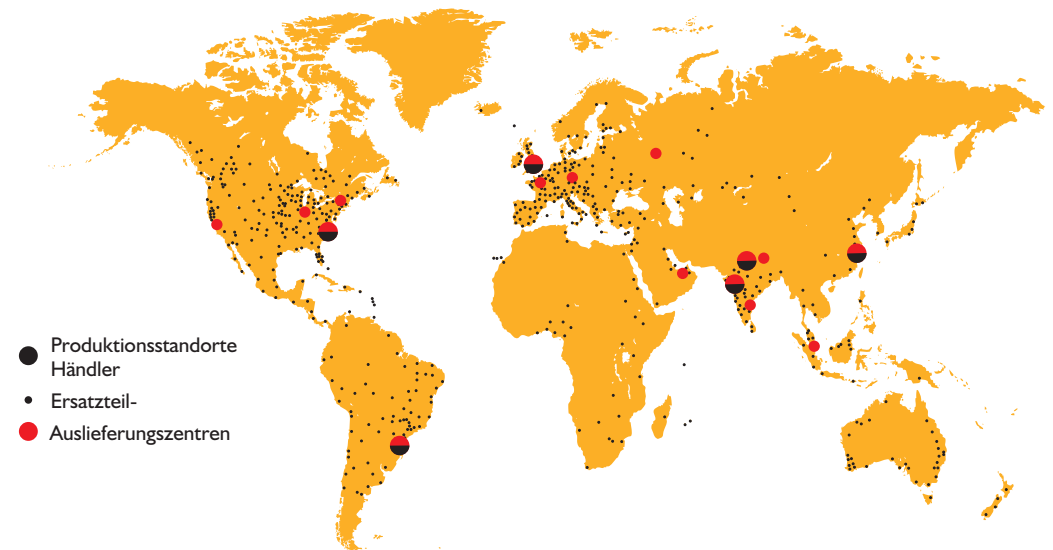 Produktionsstandorte
Händler
Ersatzteil-
Auslieferungszentren